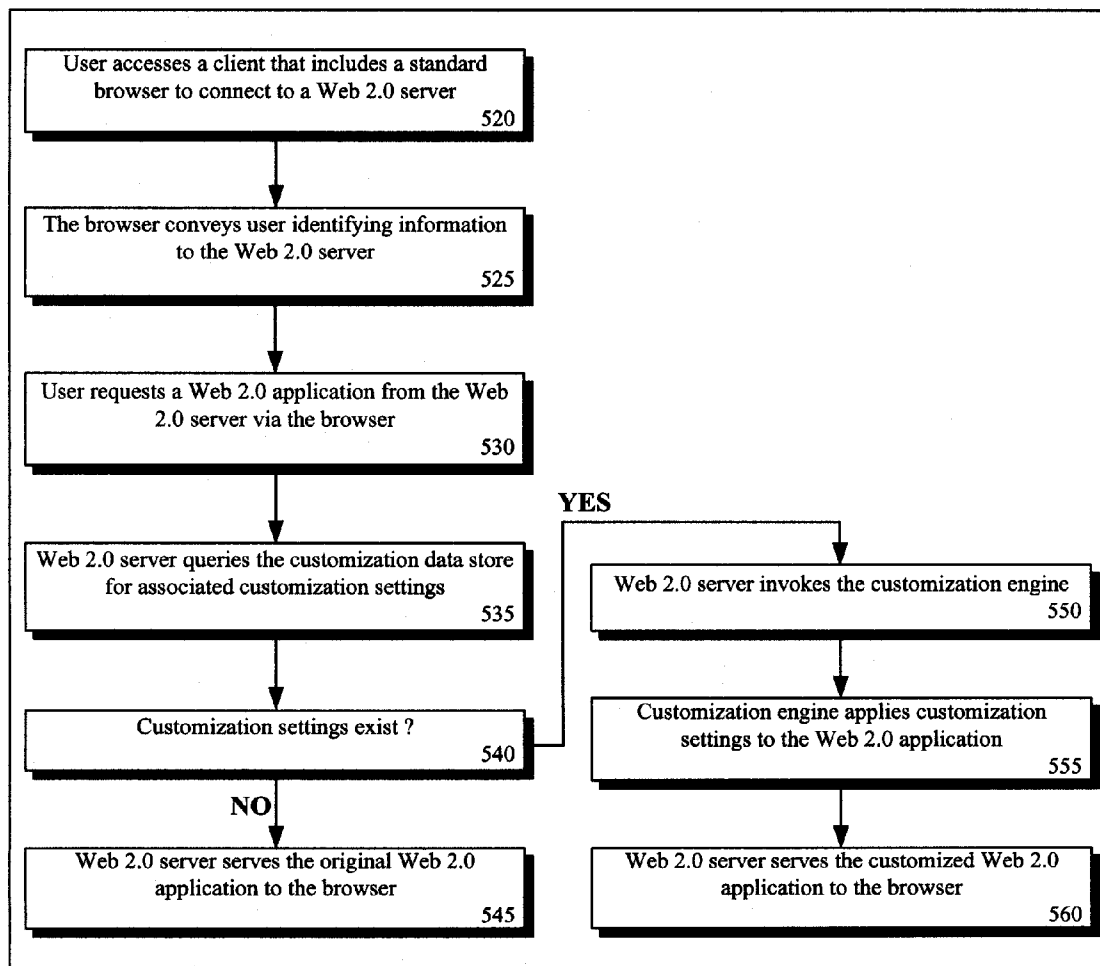 User accesses a client that includes a standard
browser to connect to a Web 2.0 server
520
The browser conveys user identifying information
to the Web 2.0 server
525
User requests a Web 2.0 application from the Web
2.0 server via the browser
530
Web 2.0 server queries the customization data store
for associated customization settings
535
Customization settings exist ?
540
NO
Web 2.0 server serves the original Web 2.0
application to the browser
545
YES
Web 2.0 server invokes the customization engine
550
Customization engine applies customization
settings to the Web 2.0 application
555
Web 2.0 server serves the customized Web 2.0
application to the browser
560